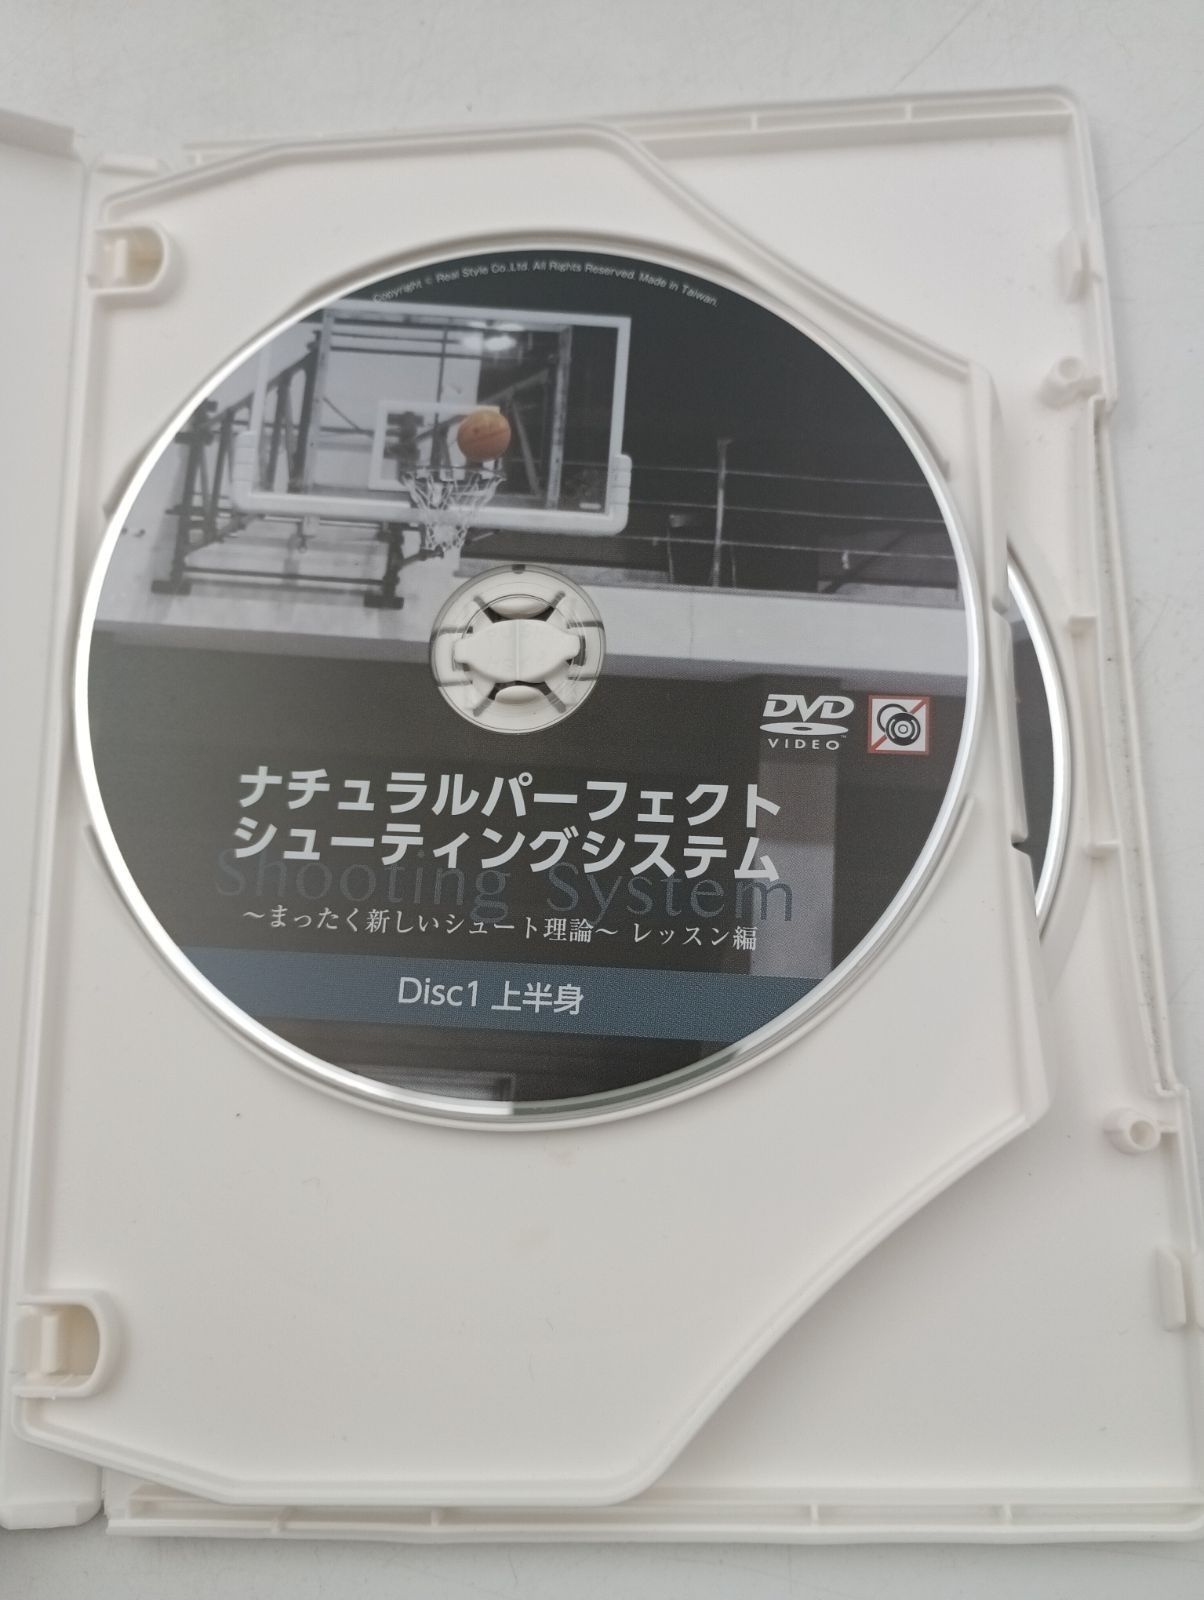 Copyright © Real Style Co.,Ltd. All Rights Reserved. Made in Taiwan.
DVD
VIDEO™
ナチュラルパーフェクト
シューティングシステム
Shooting System
〜まったく新しいシュート理論〜 レッスン編
Disc1 上半身